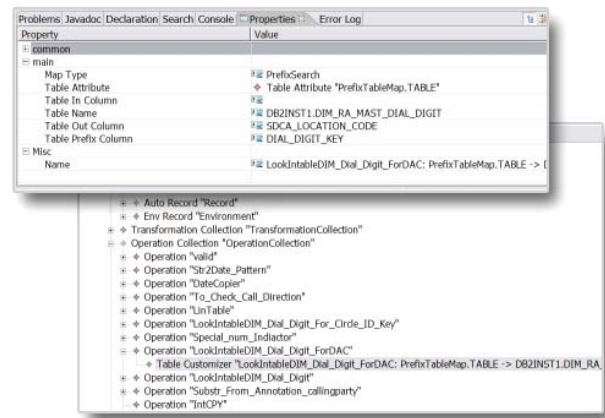 Problems Javadoc Declaration Search Console Properties Error Log
Property Value
common
main
Map Type PrefixSearch
Table Attribute Table Attribute "PrefixTableMap.TABLE"
Table In Column
Table Name DB2INST1.DIM_RA_MAST_DIAL_DIGIT
Table Out Column SDCA_LOCATION_CODE
Table Prefix Column DIAL_DIGIT_KEY
Misc
Name LookIntableDIM_Dial_Digit_ForDAC: PrefixTableMap.TABLE -> D
Auto Record "Record"
Env Record "Environment"
Transformation Collection "TransformationCollection"
Operation Collection "OperationCollection"
Operation "valid"
Operation "Str2Date_Pattern"
Operation "DateCopier"
Operation "To_Check_Call_Direction"
Operation "LinTable"
Operation "LookIntableDIM_Dial_Digit_For_Circle_ID_Key"
Operation "Special_num_Indiactor"
Operation "LookIntableDIM_Dial_Digit_ForDAC"
Table Customizer "LookIntableDIM_Dial_Digit_ForDAC: PrefixTableMap.TABLE -> DB2INST1.DIM_RA_
Operation "LookIntableDIM_Dial_Digit"
Operation "Substr_From_Annotation_callingparty"
Operation "IntCPY"